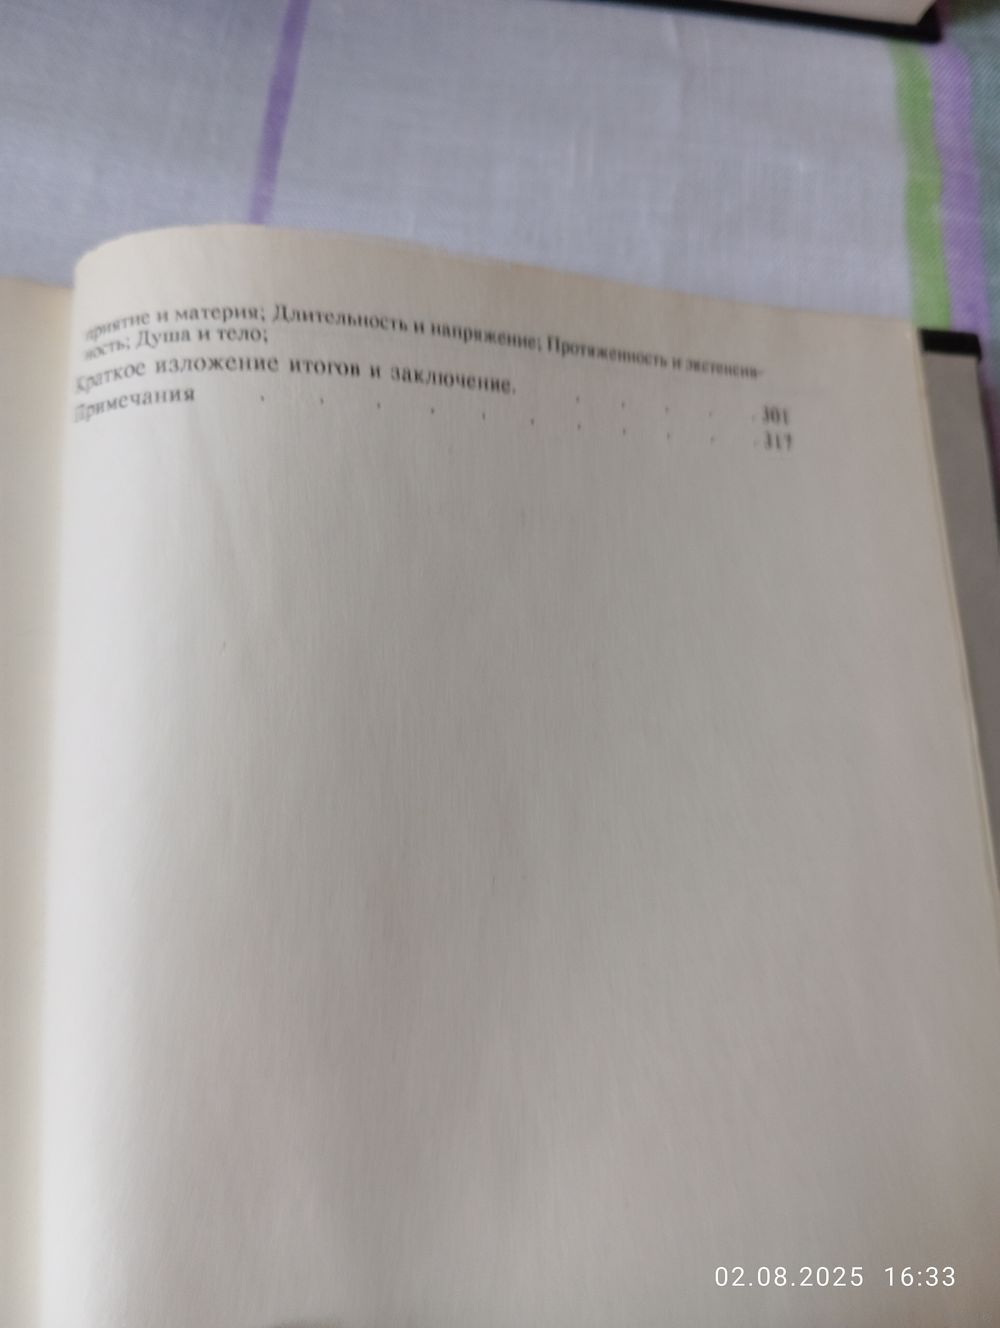 приятие и материя; Длительность и напряжение; Протяженность и экстенсив-
ность; Душа и тело;
Краткое изложение итогов и заключение. . . . . . 301
Примечания . . . . . . . . . . . 317
02.08.2025 16:33